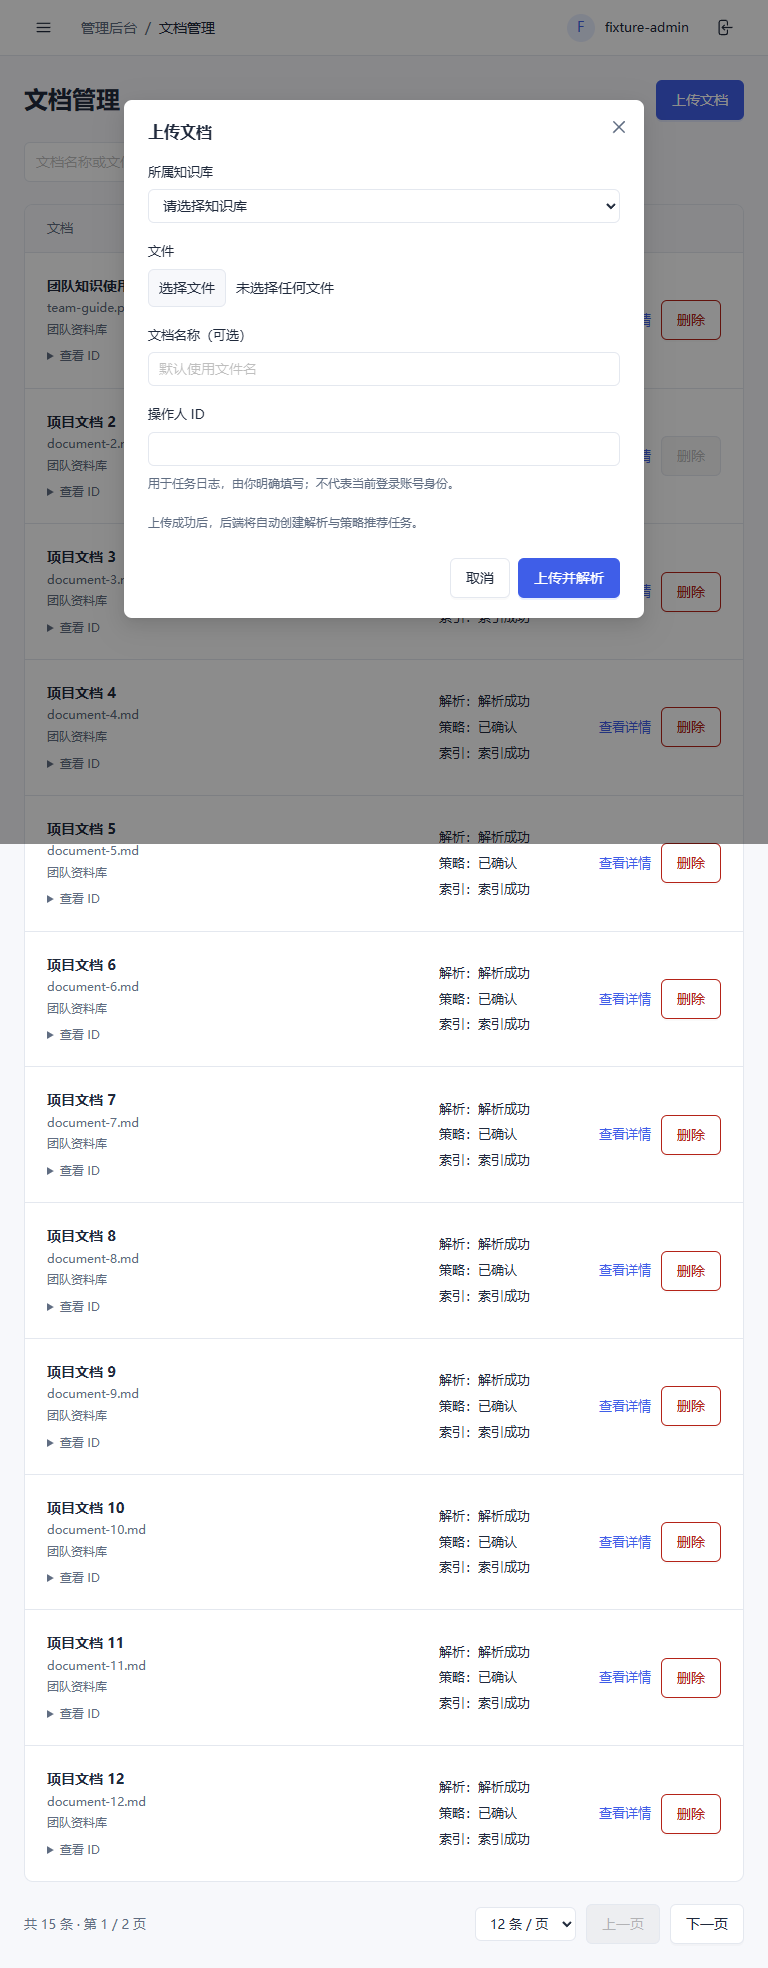 管理后台 / 文档管理
F fixture-admin
文档管理
上传文档
文档名称或文
文档
上传文档
所属知识库
请选择知识库
文件
选择文件 未选择任何文件
文档名称（可选）
默认使用文件名
操作人 ID
用于任务日志，由你明确填写；不代表当前登录账号身份。
上传成功后，后端将自动创建解析与策略推荐任务。
取消 上传并解析
团队知识使用
team-guide.p
团队资料库
查看 ID
删除
项目文档 2
document-2.
团队资料库
查看 ID
删除
项目文档 3
document-3.
团队资料库
查看 ID
索引：索引成功
删除
项目文档 4
document-4.md
团队资料库
查看 ID
解析：解析成功
策略：已确认
索引：索引成功
查看详情 删除
项目文档 5
document-5.md
团队资料库
查看 ID
解析：解析成功
策略：已确认
索引：索引成功
查看详情 删除
项目文档 6
document-6.md
团队资料库
查看 ID
解析：解析成功
策略：已确认
索引：索引成功
查看详情 删除
项目文档 7
document-7.md
团队资料库
查看 ID
解析：解析成功
策略：已确认
索引：索引成功
查看详情 删除
项目文档 8
document-8.md
团队资料库
查看 ID
解析：解析成功
策略：已确认
索引：索引成功
查看详情 删除
项目文档 9
document-9.md
团队资料库
查看 ID
解析：解析成功
策略：已确认
索引：索引成功
查看详情 删除
项目文档 10
document-10.md
团队资料库
查看 ID
解析：解析成功
策略：已确认
索引：索引成功
查看详情 删除
项目文档 11
document-11.md
团队资料库
查看 ID
解析：解析成功
策略：已确认
索引：索引成功
查看详情 删除
项目文档 12
document-12.md
团队资料库
查看 ID
解析：解析成功
策略：已确认
索引：索引成功
查看详情 删除
共 15 条 · 第 1 / 2 页
12 条 / 页 上一页 下一页